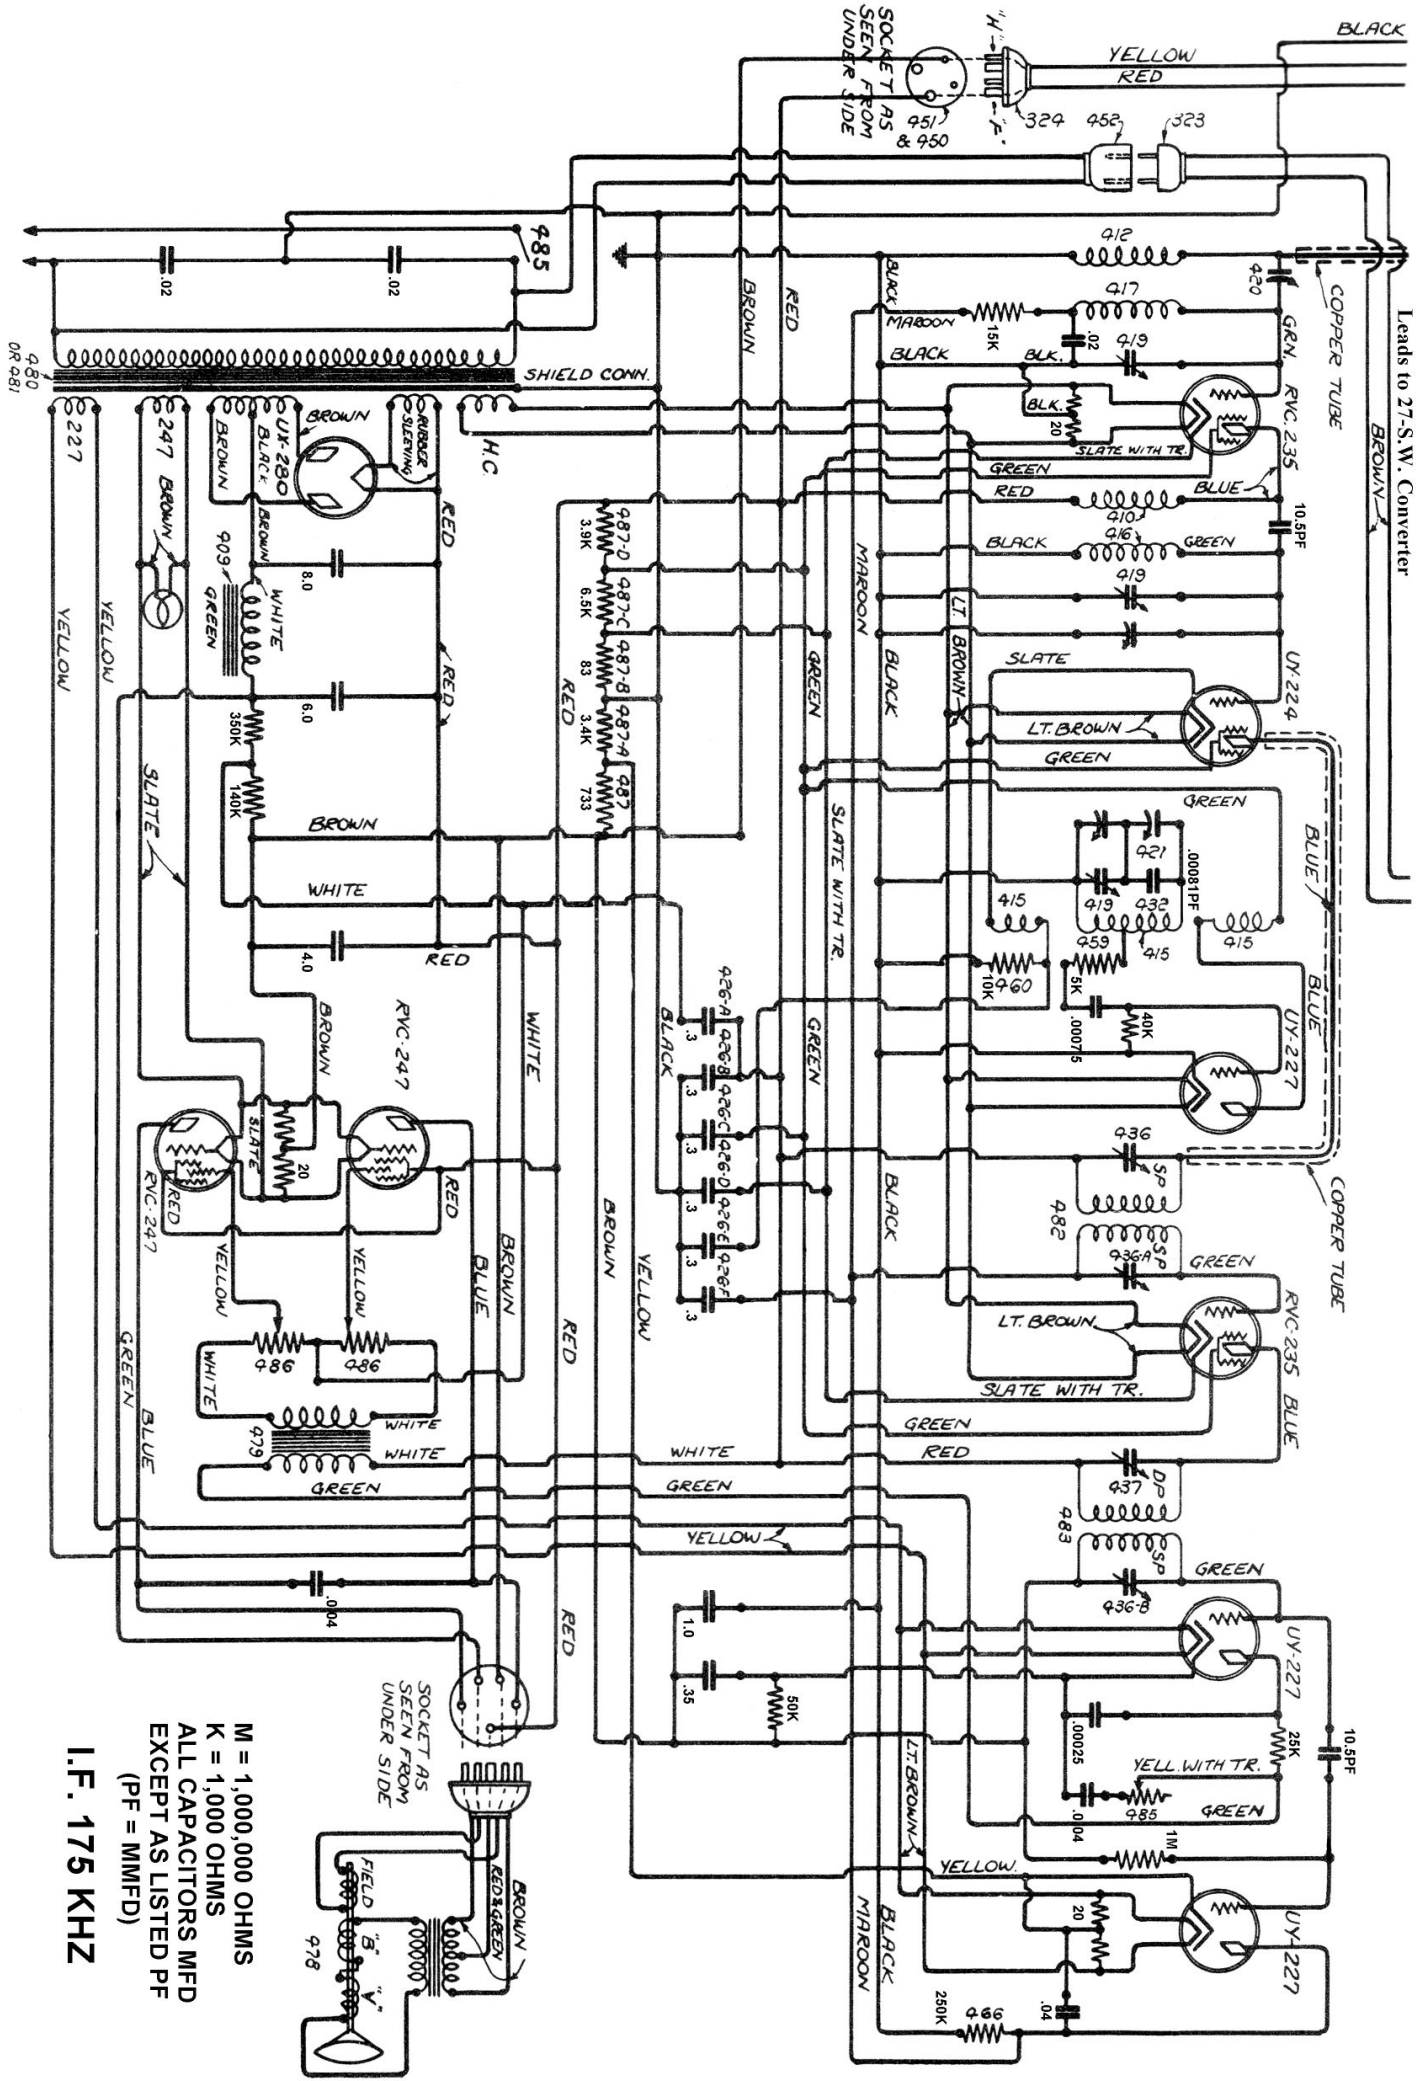 Leads to 27-S.W. Converter
BLACK
YELLOW
RED
BROWN
"H"
"F"
324
452
323
SOCKET AS
SEEN FROM
UNDER SIDE
451
& 450
485
.02
.02
BROWN
RED
BLACK
412
420
COPPER TUBE
417
MAROON
15K
.02
419
GRN.
BLACK
BLK.
BLK.
20
RVC. 235
SLATE WITH TR.
GREEN
BLUE
RED
410
416
10.5PF
BLACK
GREEN
419
480
OR 481
SHIELD CONN.
227
247
BROWN
BROWN
BROWN
BLACK
UX-280
RUBBER
SLEEVING
H.C.
RED
BROWN
409
GREEN
WHITE
WHITE
8.0
6.0
RED
350K
140K
YELLOW
YELLOW
SLATE
487-D
3.9K
487-C
6.5K
487-B
83
487-A
3.4K
487
733
RED
MAROON
GREEN
BLACK
LT.
BROWN
SLATE
UY-224
LT. BROWN
GREEN
GREEN
BLUE
421
.00081PF
419
432
415
459
415
415
5K
10K
460
.00075
40K
BLUE
UY-227
SLATE WITH TR.
BROWN
WHITE
4.0
RED
BROWN
WHITE
RVC-247
BLACK
426-A
.3
426-B
.3
426-C
.3
426-D
.3
426-E
.3
426F
.3
GREEN
436
SP
COPPER TUBE
482
SP
436-A
GREEN
RVC-235
LT. BROWN
SLATE WITH TR.
GREEN
BLUE
RED
BLACK
SLATE
20
RED
RED
RVC-247
YELLOW
YELLOW
BLUE
BROWN
BROWN
YELLOW
RED
486
486
WHITE
WHITE
479
WHITE
WHITE
GREEN
GREEN
GREEN
BLUE
YELLOW
437
DP
483
SP
436-B
GREEN
UY-227
10.5PF
25K
.00025
YELL. WITH TR.
485
.004
GREEN
1M
1.0
.35
50K
LT. BROWN
YELLOW.
BLACK
MAROON
20
UY-227
.04
466
250K
.004
RED
SOCKET AS
SEEN FROM
UNDER SIDE
BROWN
RED & GREEN
FIELD
"B"
"V"
478
M = 1,000,000 OHMS
K = 1,000 OHMS
ALL CAPACITORS MFD
EXCEPT AS LISTED PF
(PF = MMFD)
I.F. 175 KHZ